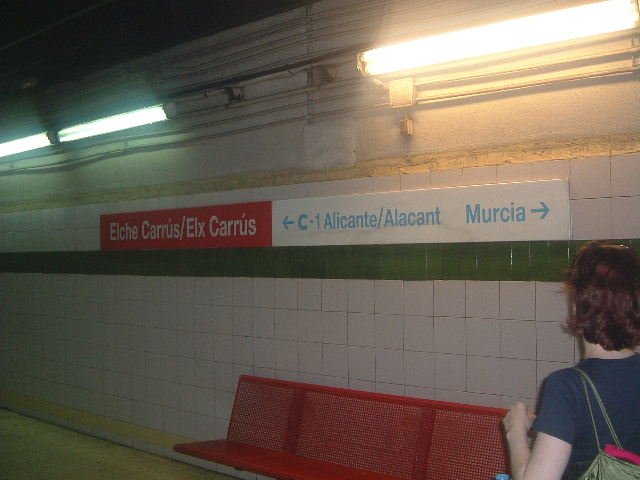 Elche Carrús/Elx Carrús ←C-1 Alicante/Alacant Murcia→